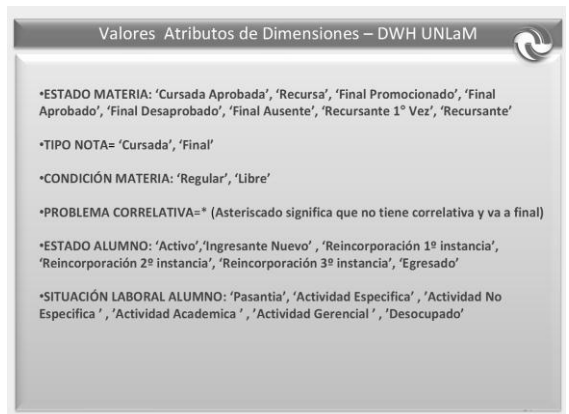 Valores  Atributos de Dimensiones – DWH UNLaM
•ESTADO MATERIA: ‘Cursada Aprobada’, ‘Recursa’, ‘Final Promocionado’, ‘Final
Aprobado’, ‘Final Desaprobado’, ‘Final Ausente’, ‘Recursante 1° Vez’, ‘Recursante’
•TIPO NOTA= ‘Cursada’, ‘Final’
•CONDICIÓN MATERIA: ‘Regular’, ‘Libre’
•PROBLEMA CORRELATIVA=* (Asteriscado significa que no tiene correlativa y va a final)
•ESTADO ALUMNO: ‘Activo’,‘Ingresante Nuevo’ , ‘Reincorporación 1º instancia’,
‘Reincorporación 2º instancia’, ‘Reincorporación 3º instancia’, ‘Egresado’
•SITUACIÓN LABORAL ALUMNO: ‘Pasantia’, ‘Actividad Especifica’ , ’Actividad No
Especifica ’ , ’Actividad Academica ’ , ’Actividad Gerencial ’ , ’Desocupado’